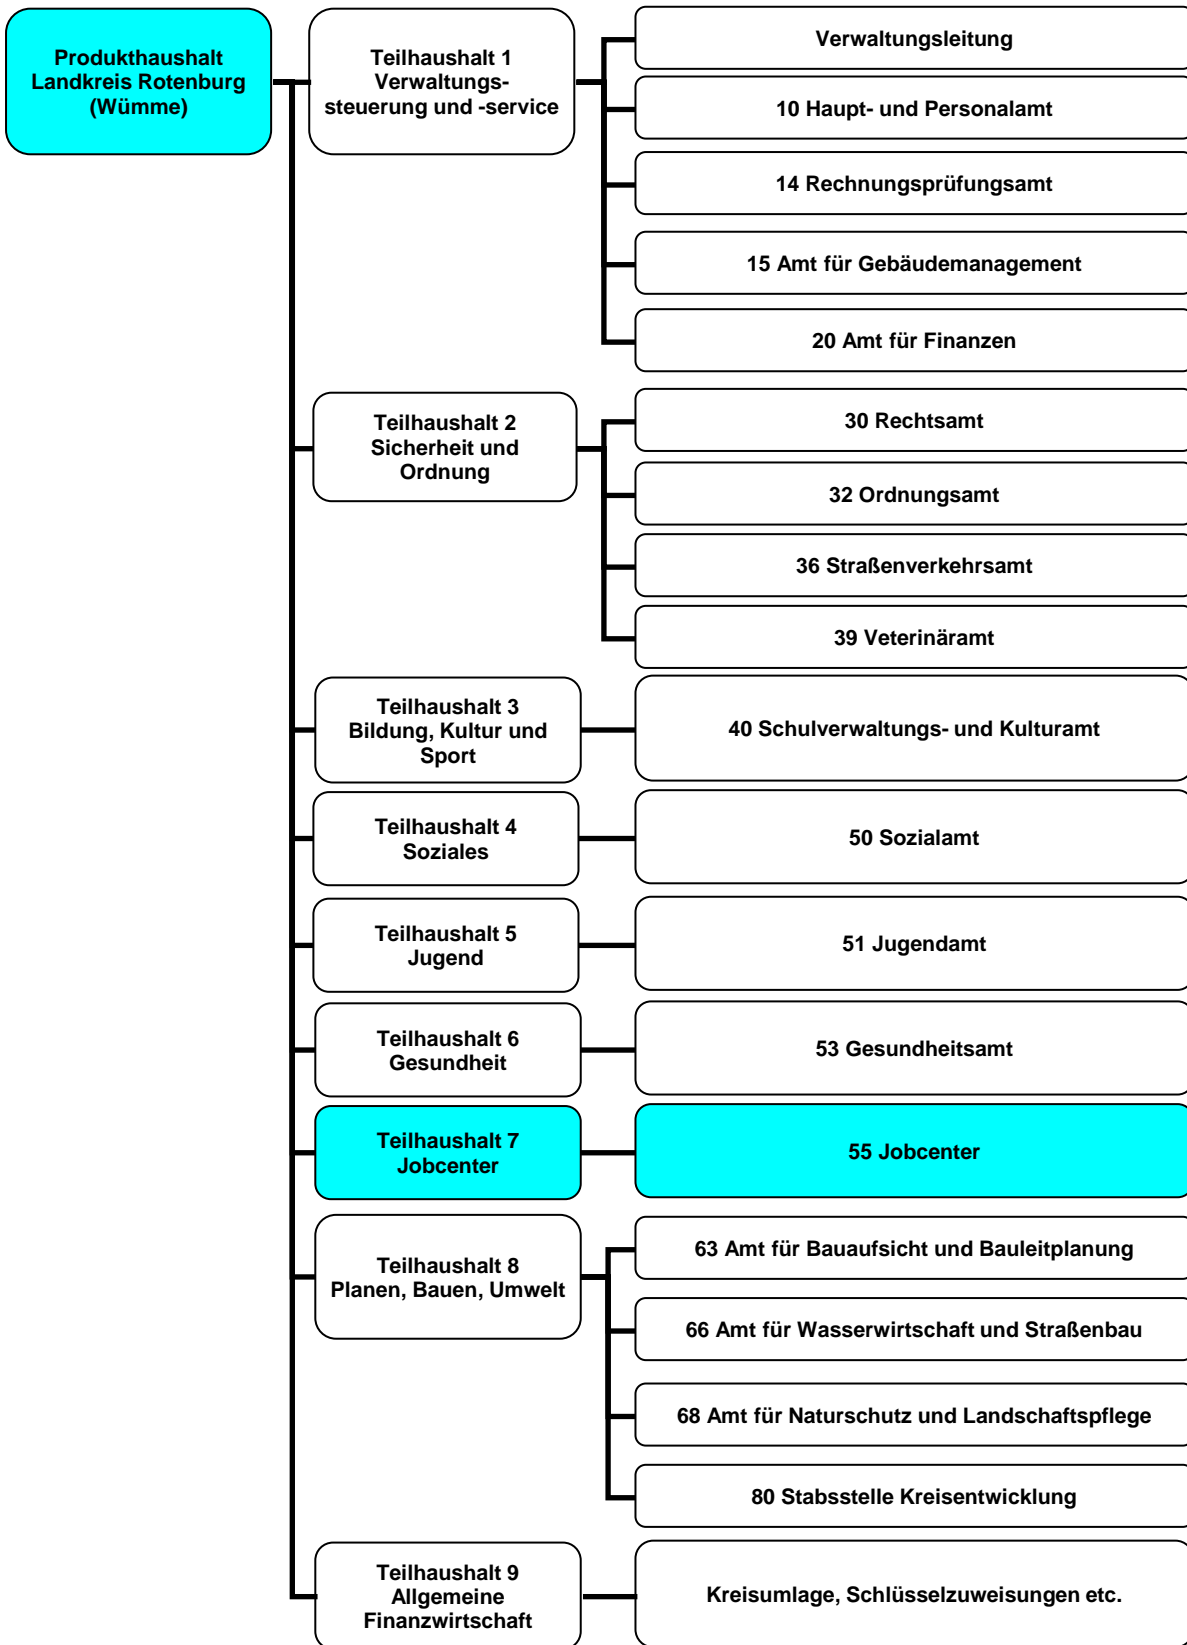 Produkthaushalt
Landkreis Rotenburg
(Wümme)
Teilhaushalt 1
Verwaltungs-
steuerung und -service
Verwaltungsleitung
10 Haupt- und Personalamt
14 Rechnungsprüfungsamt
15 Amt für Gebäudemanagement
20 Amt für Finanzen
Teilhaushalt 2
Sicherheit und
Ordnung
30 Rechtsamt
32 Ordnungsamt
36 Straßenverkehrsamt
39 Veterinäramt
Teilhaushalt 3
Bildung, Kultur und
Sport
40 Schulverwaltungs- und Kulturamt
Teilhaushalt 4
Soziales
50 Sozialamt
Teilhaushalt 5
Jugend
51 Jugendamt
Teilhaushalt 6
Gesundheit
53 Gesundheitsamt
Teilhaushalt 7
Jobcenter
55 Jobcenter
Teilhaushalt 8
Planen, Bauen, Umwelt
63 Amt für Bauaufsicht und Bauleitplanung
66 Amt für Wasserwirtschaft und Straßenbau
68 Amt für Naturschutz und Landschaftspflege
80 Stabsstelle Kreisentwicklung
Teilhaushalt 9
Allgemeine
Finanzwirtschaft
Kreisumlage, Schlüsselzuweisungen etc.